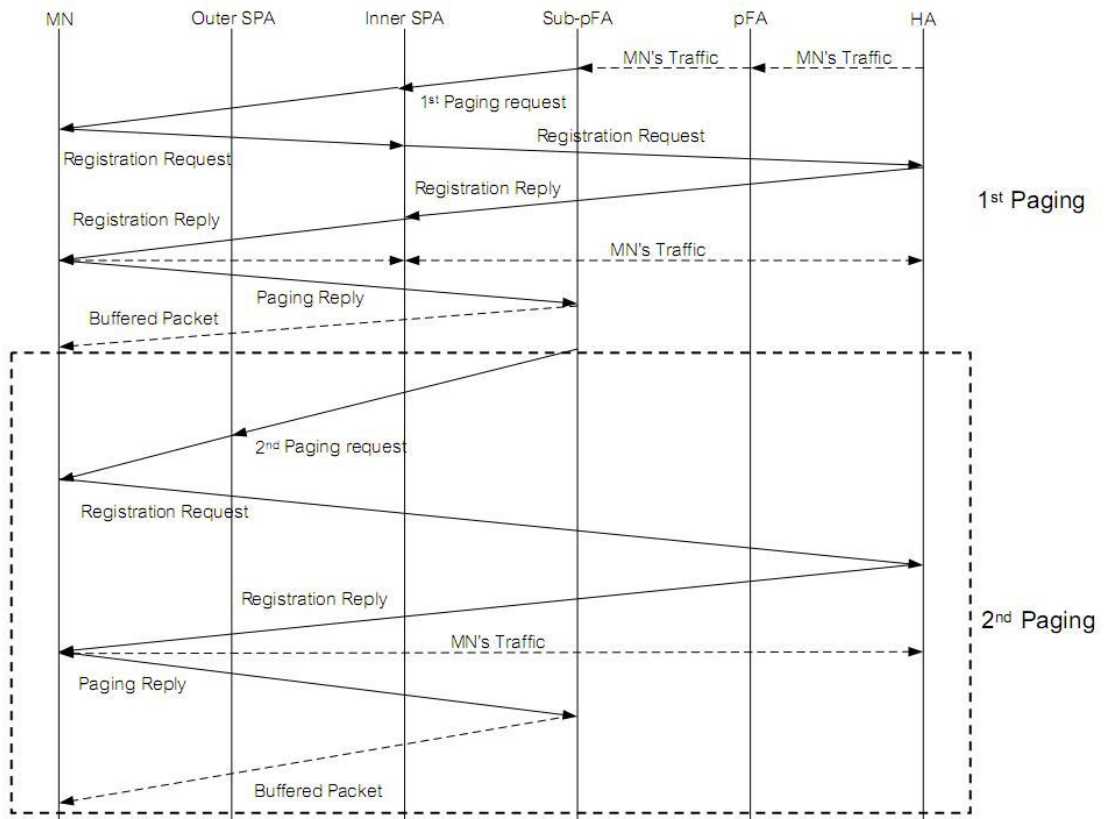 MN Outer SPA Inner SPA Sub-pFA pFA HA
MN's Traffic MN's Traffic
1st Paging request
Registration Request
Registration Request
Registration Reply
1st Paging
Registration Reply
MN's Traffic
Paging Reply
Buffered Packet
2nd Paging request
Registration Request
Registration Reply
2nd Paging
MN's Traffic
Paging Reply
Buffered Packet